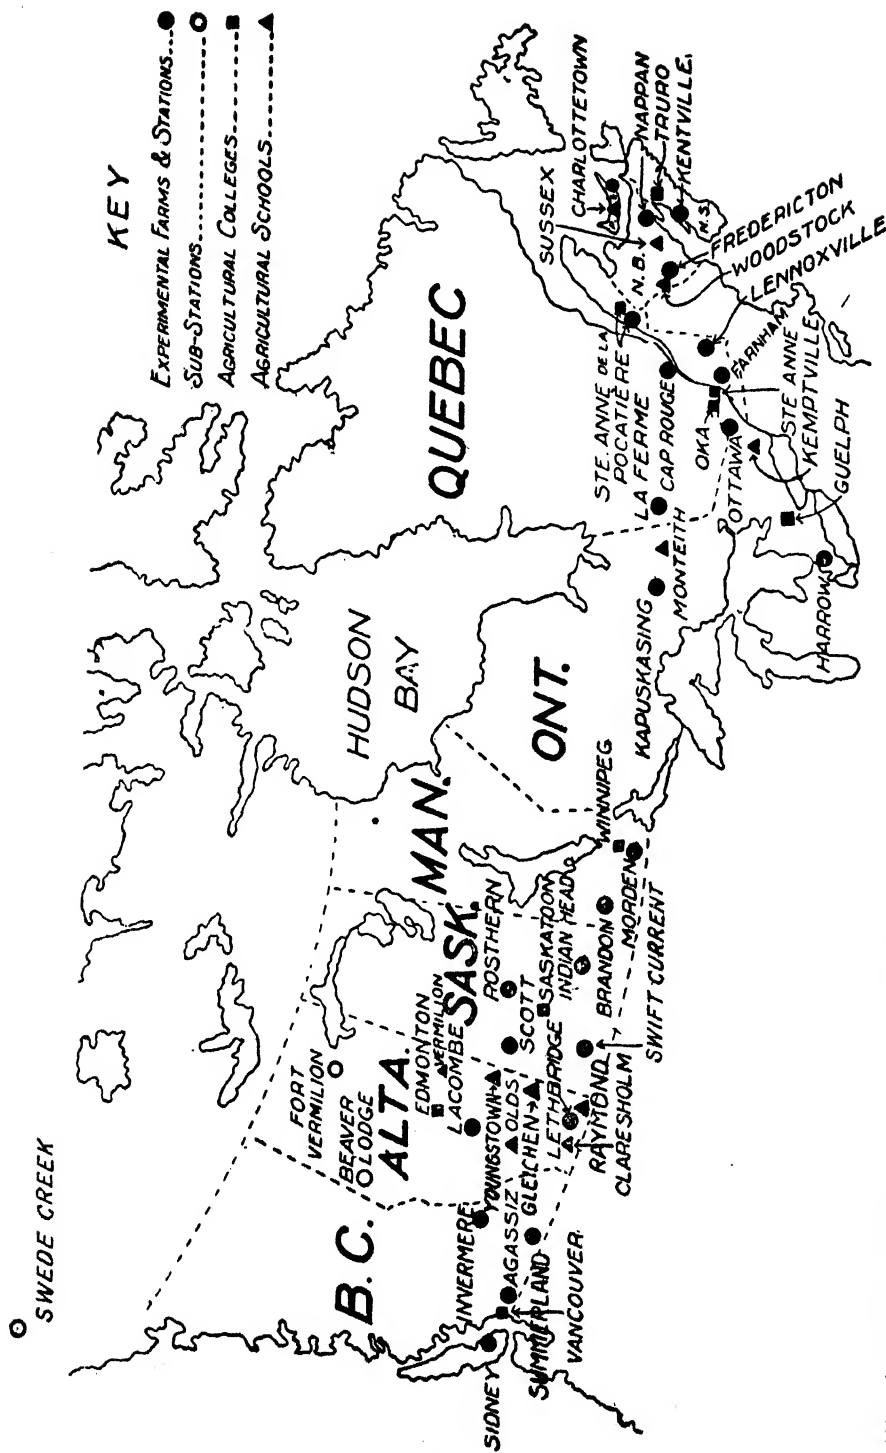 KEY
EXPERIMENTAL FARMS & STATIONS...
SUB-STATIONS
AGRICULTURAL COLLEGES
AGRICULTURAL SCHOOLS
SWEDE CREEK
FORT
VERMILION
BEAVER
LODGE
B.C.
ALTA.
SASK.
MAN.
ONT.
QUEBEC
HUDSON
BAY
EDMONTON
VERMILION
LACOMBE
INVERMERE
YOUNGSTOWN
OLDS
AGASSIZ
GLEICHEN
LETHBRIDGE
SIDNEY
SUMMERLAND
VANCOUVER
RAYMOND
CLARESHOLM
SCOTT
ROSTHERN
SASKATOON
INDIAN HEAD
SWIFT CURRENT
BRANDON
MORDEN
WINNIPEG
KAPUSKASING
MONTEITH
HARROW
GUELPH
KEMPTVILLE
OTTAWA
OKA
STE ANNE
FARNHAM
LA FERME
CAP ROUGE
STE. ANNE DE LA
POCATIÈRE
LENNOXVILLE
WOODSTOCK
FREDERICTON
N.B.
SUSSEX
CHARLOTTETOWN
NAPPAN
TRURO
KENTVILLE.
N.S.